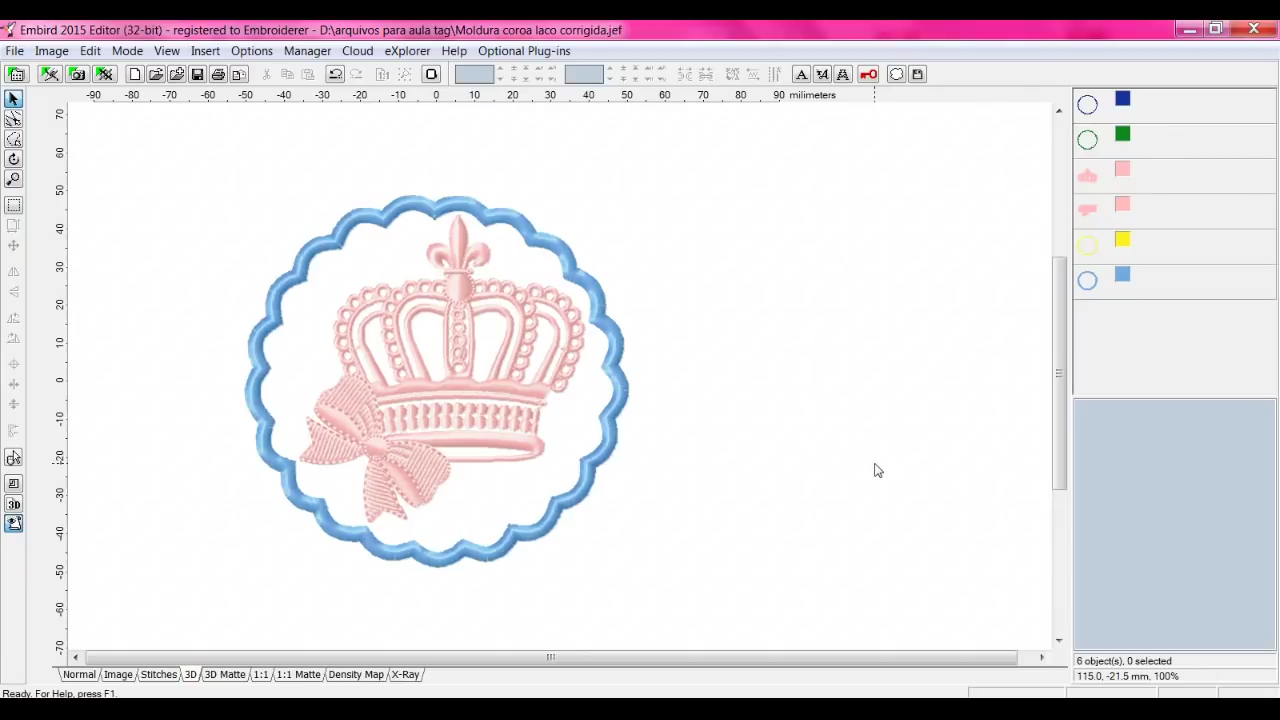 Embird 2015 Editor (32-bit) - registered to Embroiderer - D:\arquivos para aula tag\Moldura coroa laco corrigida.jef
File Image Edit Mode View Insert Options Manager Cloud eXplorer Help Optional Plug-ins
-90 -80 -70 -60 -50 -40 -30 -20 -10 0 10 20 30 40 50 60 70 80 90 milimeters
70
60
50
40
30
20
10
0
-10
-20
-30
-40
-50
-60
-70
3D
Normal Image Stitches 3D 3D Matte 1:1 1:1 Matte Density Map X-Ray
6 object(s), 0 selected
115.0, -21.5 mm, 100%
Ready. For Help, press F1.